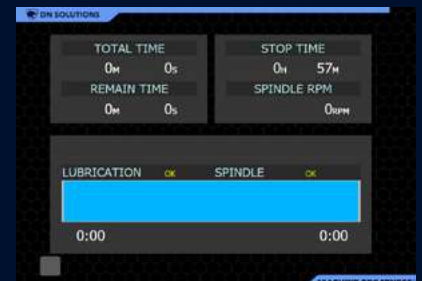 DN SOLUTIONS
TOTAL TIME
0M 0S
REMAIN TIME
0M 0S
STOP TIME
0H 57M
SPINDLE RPM
0RPM
LUBRICATION OK SPINDLE OK
0:00 0:00